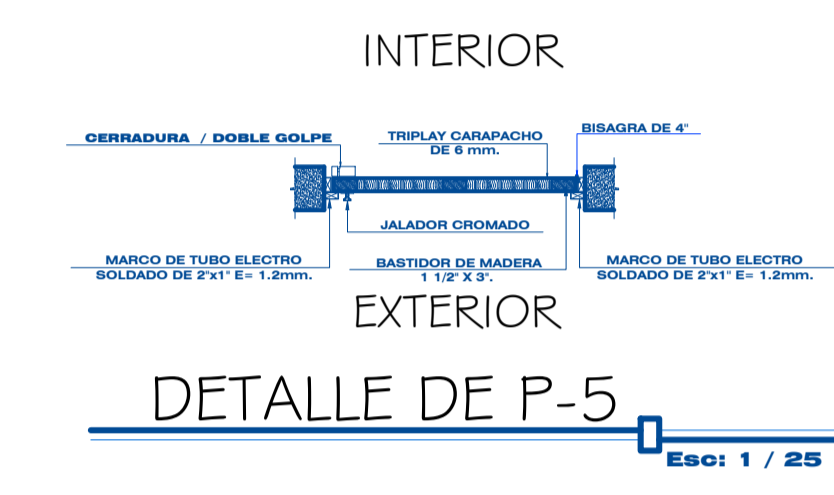 INTERIOR
CERRADURA / DOBLE GOLPE
TRIPLAY CARAPACHO
DE 6 mm.
BISAGRA DE 4"
JALADOR CROMADO
MARCO DE TUBO ELECTRO
SOLDADO DE 2"x1" E= 1.2mm.
BASTIDOR DE MADERA
1 1/2" X 3".
MARCO DE TUBO ELECTRO
SOLDADO DE 2"x1" E= 1.2mm.
EXTERIOR
DETALLE DE P-5
Esc: 1 / 25